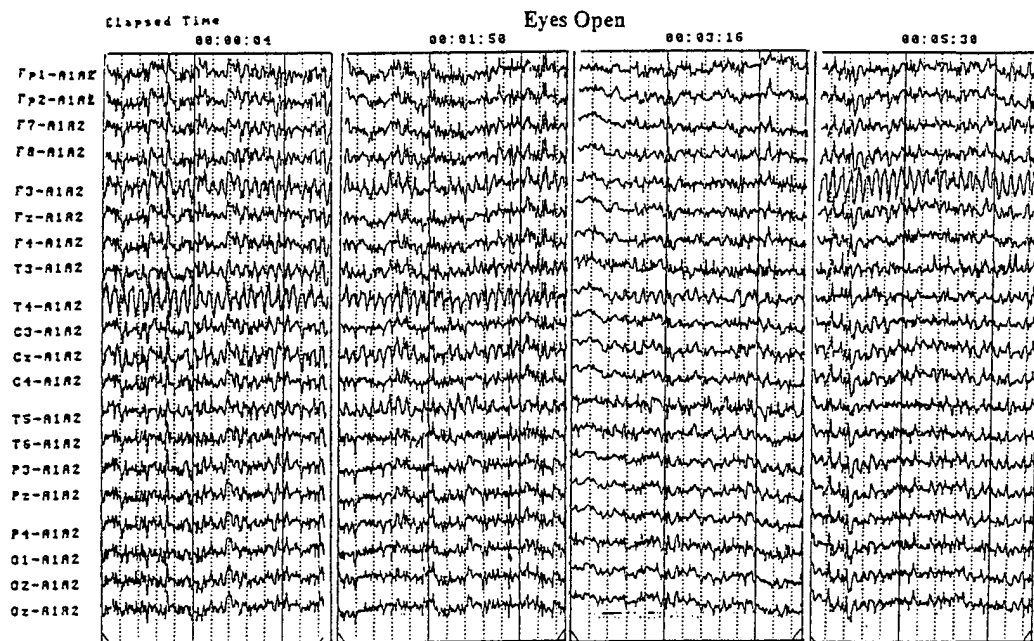 Eyes Open
Elapsed Time
00:00:04 00:01:50 00:03:16 00:05:30
Fp1-A1A2
Fp2-A1A2
F7-A1A2
F8-A1A2
F3-A1A2
Fz-A1A2
F4-A1A2
T3-A1A2
T4-A1A2
C3-A1A2
Cz-A1A2
C4-A1A2
T5-A1A2
T6-A1A2
P3-A1A2
Pz-A1A2
P4-A1A2
O1-A1A2
O2-A1A2
Oz-A1A2